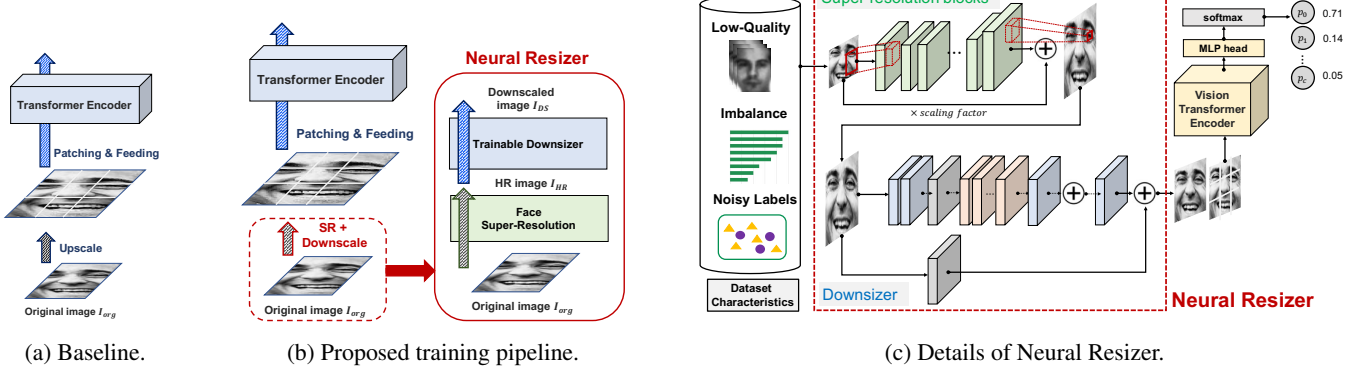 Transformer Encoder
Patching & Feeding
Upscale
Original image I_org
(a) Baseline.
Transformer Encoder
Patching & Feeding
SR +
Downscale
Original image I_org
Neural Resizer
Downscaled
image I_DS
Trainable Downsizer
HR image I_HR
Face
Super-Resolution
Original image I_org
(b) Proposed training pipeline.
Low-Quality
Imbalance
Noisy Labels
Dataset
Characteristics
Super-resolution blocks
× scaling factor
Downsizer
Neural Resizer
softmax
MLP head
Vision
Transformer
Encoder
p_0 0.71
p_1 0.14
p_c 0.05
(c) Details of Neural Resizer.